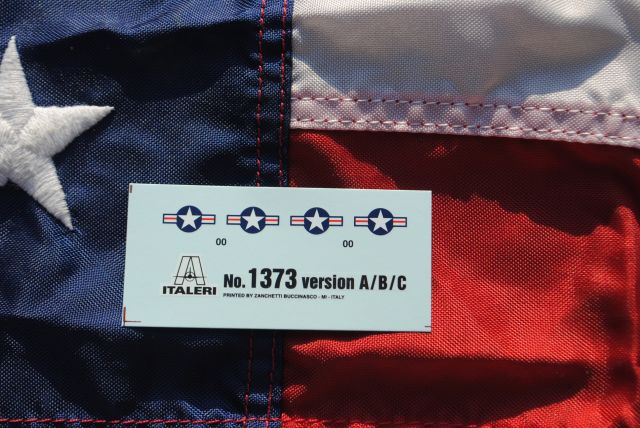 00 00
ITALERI
No. 1373 version A/B/C
PRINTED BY ZANCHETTI BUCCINASCO - MI - ITALY